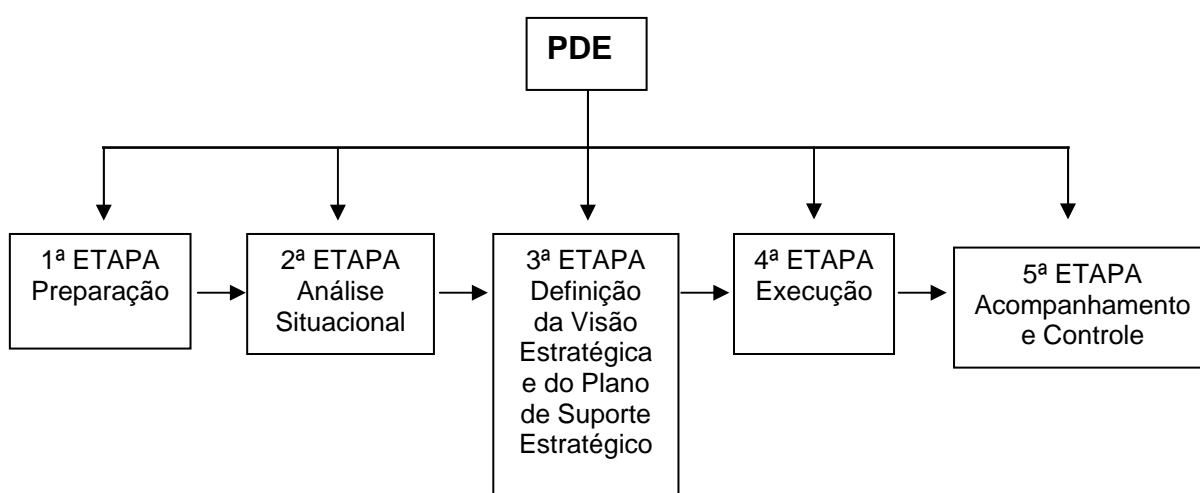 PDE
1ª ETAPA
Preparação
2ª ETAPA
Análise
Situacional
3ª ETAPA
Definição
da Visão
Estratégica
e do Plano
de Suporte
Estratégico
4ª ETAPA
Execução
5ª ETAPA
Acompanhamento
e Controle